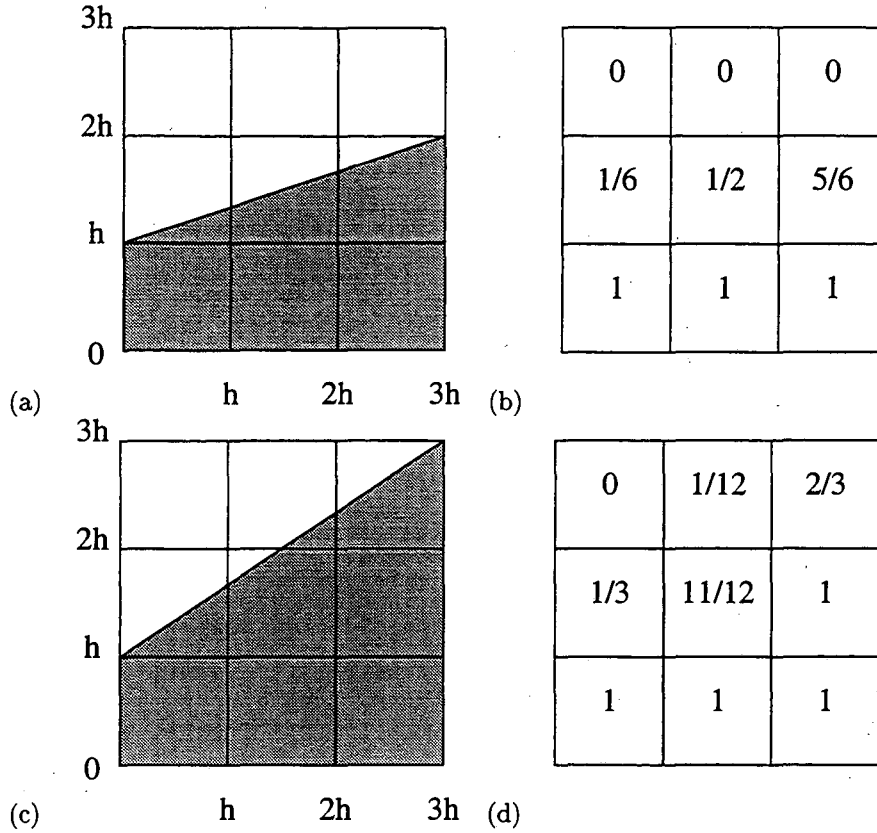 3h
2h
h
0
h 2h 3h
(a)
0 0 0
1/6 1/2 5/6
1 1 1
(b)
3h
2h
h
0
h 2h 3h
(c)
0 1/12 2/3
1/3 11/12 1
1 1 1
(d)